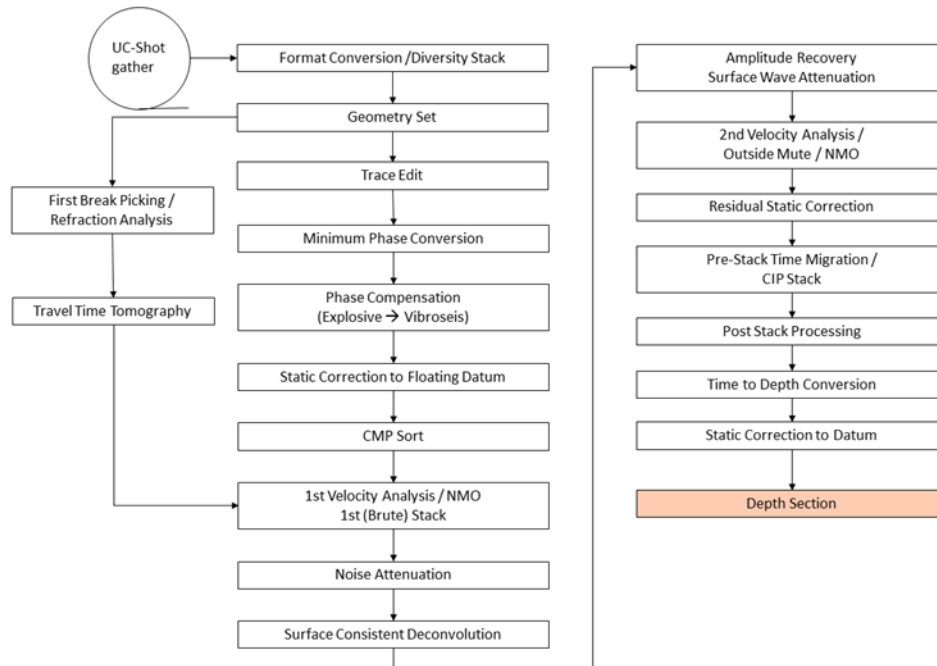 UC-Shot
gather
Format Conversion /Diversity Stack
Geometry Set
Trace Edit
First Break Picking /
Refraction Analysis
Minimum Phase Conversion
Travel Time Tomography
Phase Compensation
(Explosive → Vibroseis)
Static Correction to Floating Datum
CMP Sort
1st Velocity Analysis / NMO
1st (Brute) Stack
Noise Attenuation
Surface Consistent Deconvolution
Amplitude Recovery
Surface Wave Attenuation
2nd Velocity Analysis /
Outside Mute / NMO
Residual Static Correction
Pre-Stack Time Migration /
CIP Stack
Post Stack Processing
Time to Depth Conversion
Static Correction to Datum
Depth Section